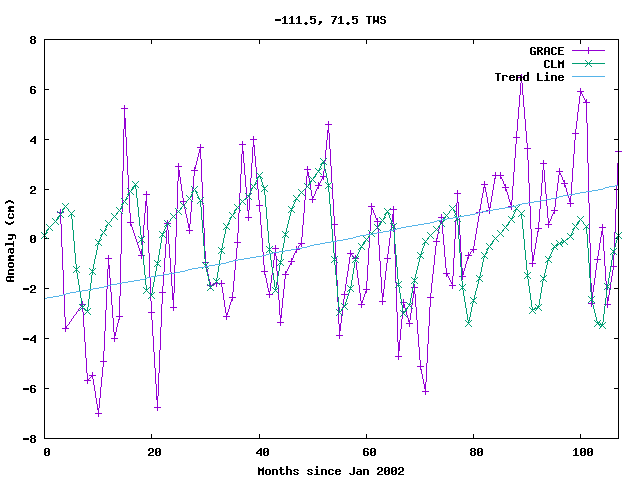 -111.5, 71.5 TWS
GRACE
CLM
Trend Line
8
6
4
2
0
-2
-4
-6
-8
Anomaly (cm)
0 20 40 60 80 100
Months since Jan 2002